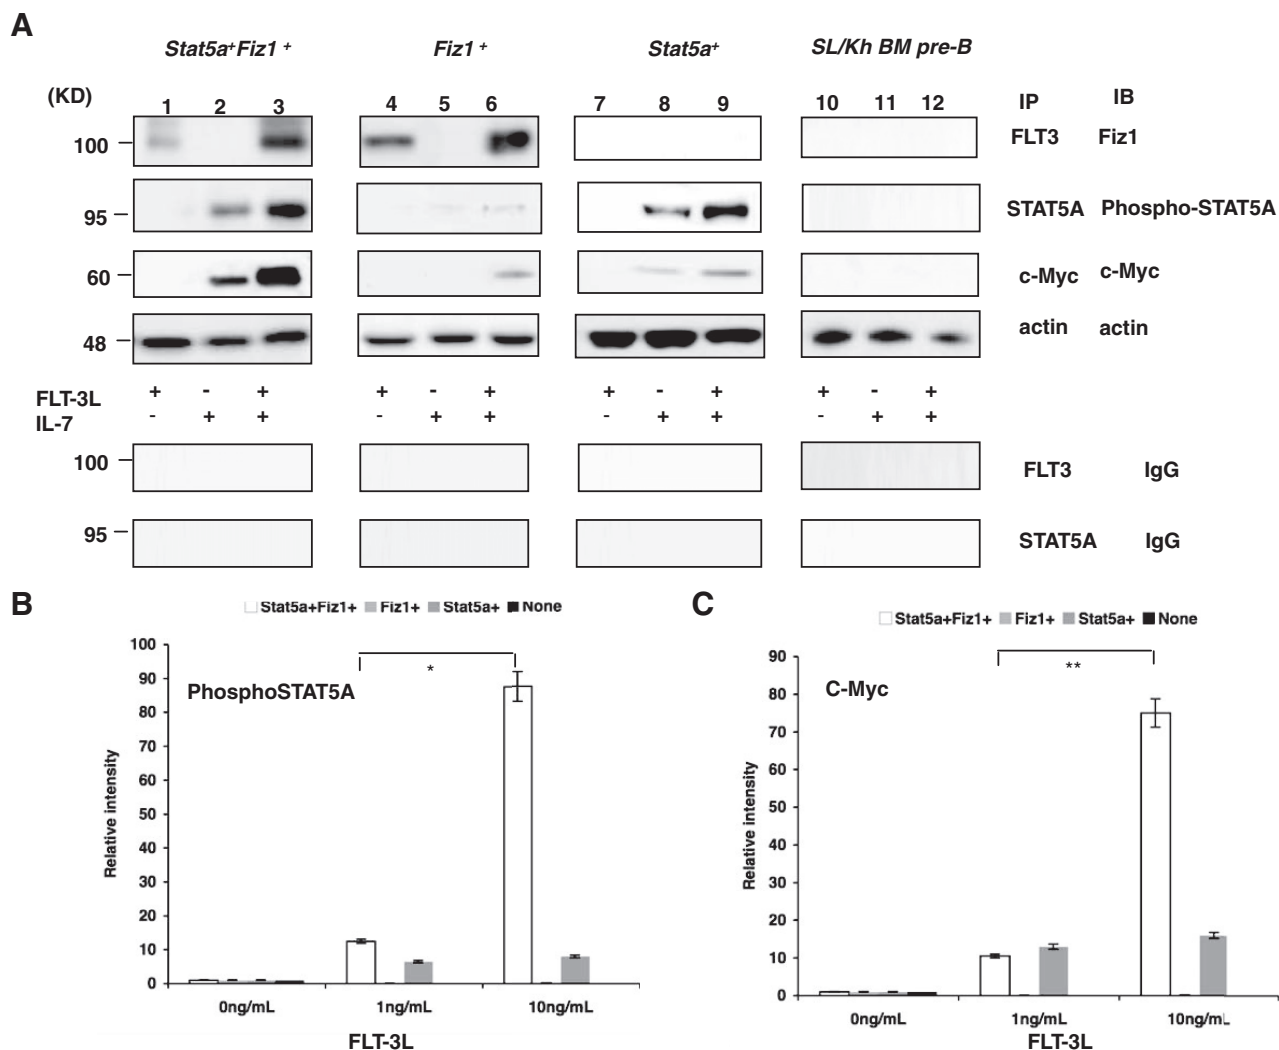 A
Stat5a+Fiz1 + Fiz1 + Stat5a+ SL/Kh BM pre-B
(KD) 1 2 3 4 5 6 7 8 9 10 11 12 IP IB
100 FLT3 Fiz1
95 STAT5A Phospho-STAT5A
60 c-Myc c-Myc
48 actin actin
FLT-3L + - + + - + + - + + - +
IL-7 - + + - + + - + + - + +
100 FLT3 IgG
95 STAT5A IgG
B
Stat5a+Fiz1+ Fiz1+ Stat5a+ None
PhosphoSTAT5A
*
Relative intensity
100
90
80
70
60
50
40
30
20
10
0
0ng/mL 1ng/mL 10ng/mL
FLT-3L
C
Stat5a+Fiz1+ Fiz1+ Stat5a+ None
C-Myc
**
Relative intensity
90
80
70
60
50
40
30
20
10
0
0ng/mL 1ng/mL 10ng/mL
FLT-3L